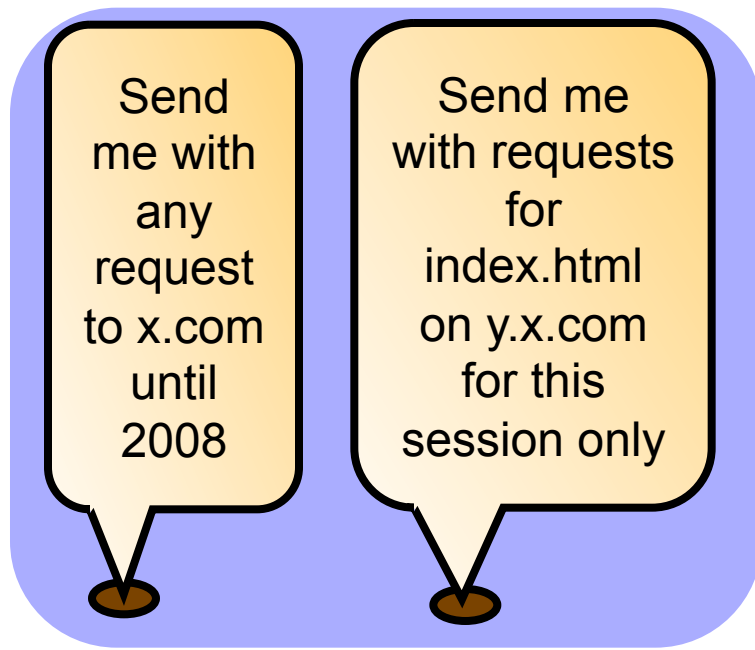 Send
me with
any
request
to x.com
until
2008
Send me
with requests
for
index.html
on y.x.com
for this
session only